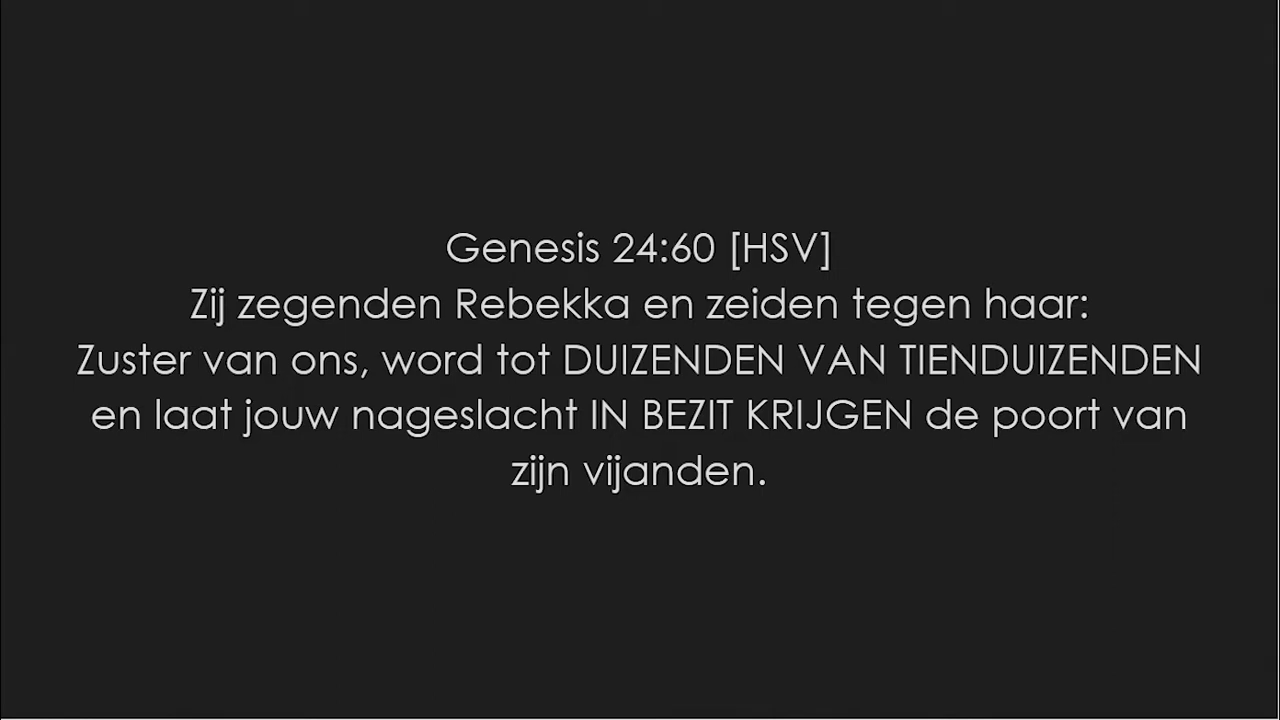 Genesis 24:60 [HSV]
Zij zegenden Rebekka en zeiden tegen haar:
Zuster van ons, word tot DUIZENDEN VAN TIENDUIZENDEN
en laat jouw nageslacht IN BEZIT KRIJGEN de poort van
zijn vijanden.